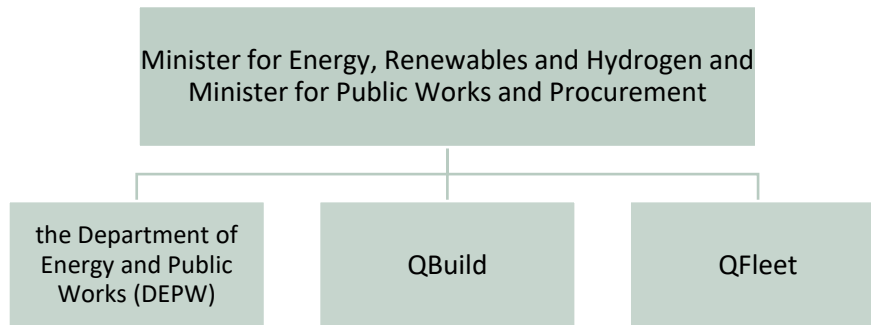 Minister for Energy, Renewables and Hydrogen and
Minister for Public Works and Procurement
the Department of
Energy and Public
Works (DEPW)
QBuild
QFleet